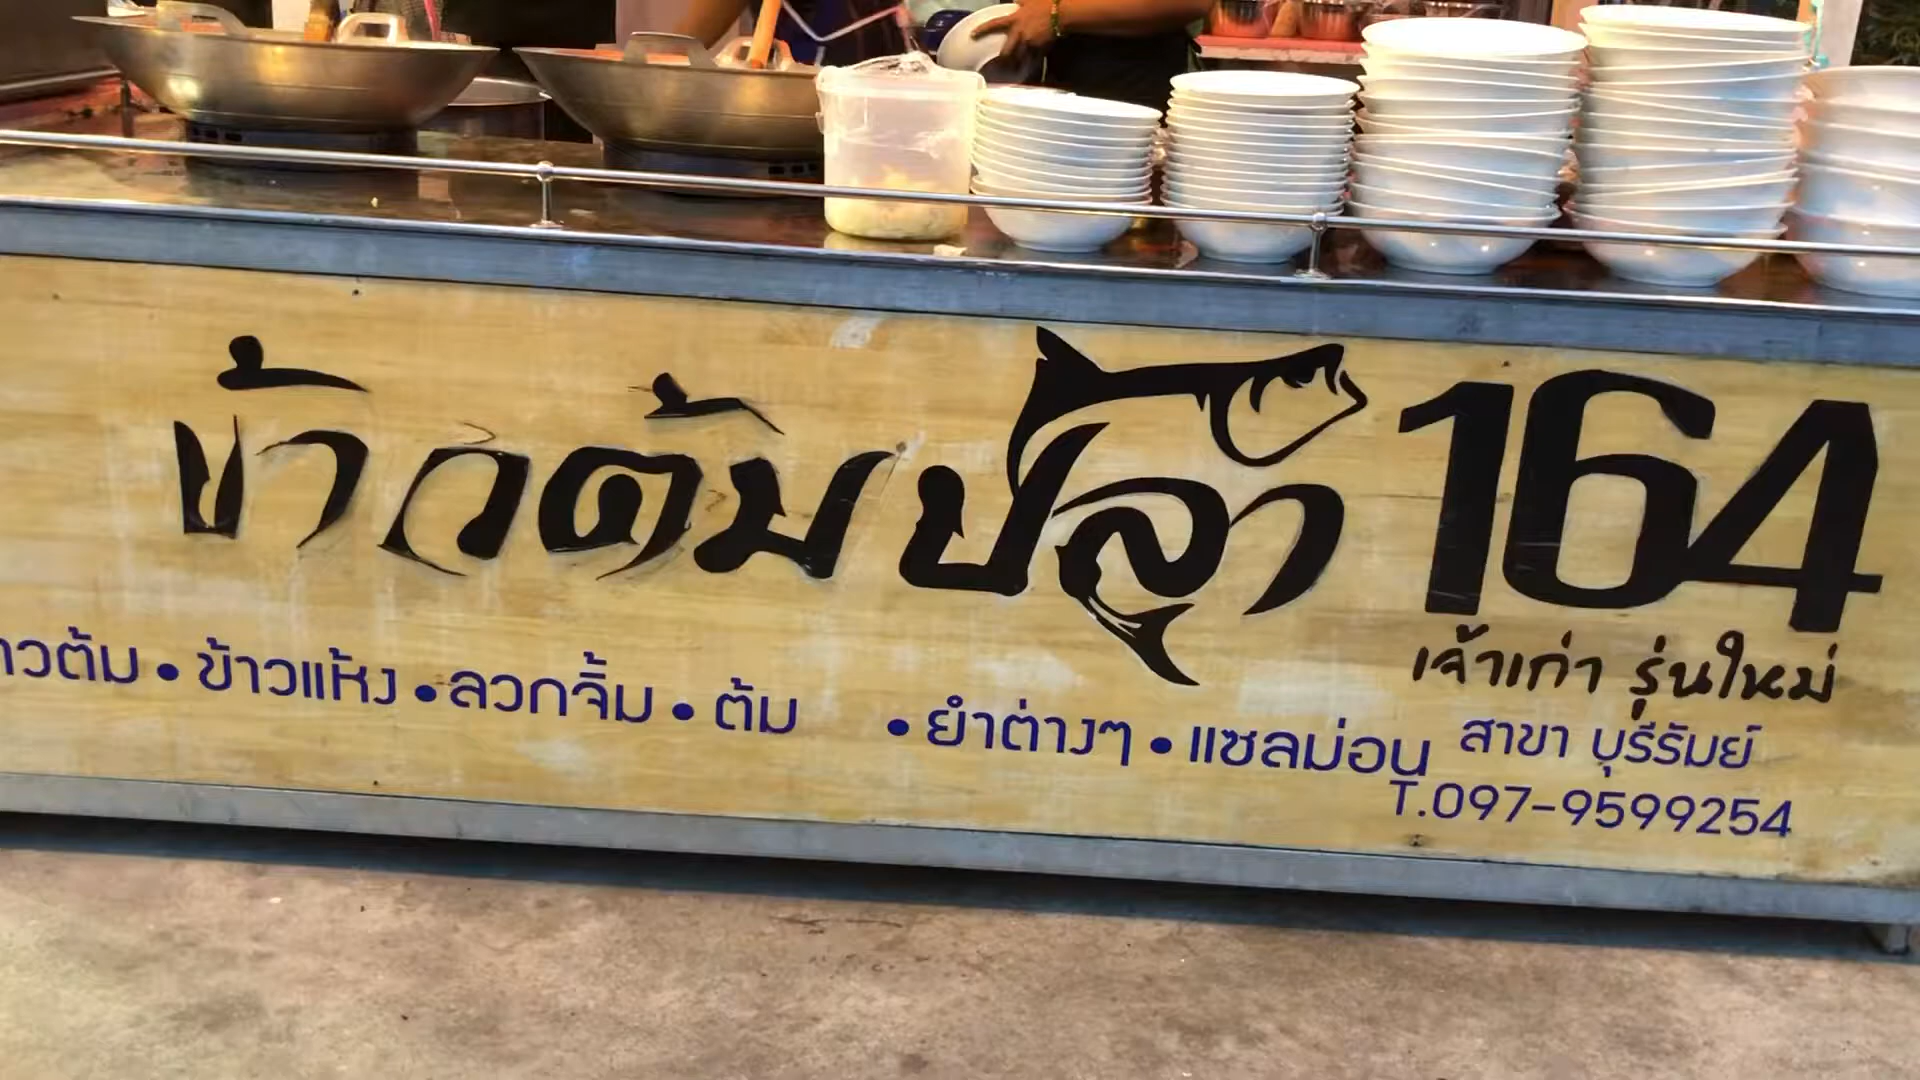 ข้าวต้มปลา 164
เจ้าเก่า รุ่นใหม่
าวต้ม • ข้าวแห้ง • ลวกจิ้ม • ต้ม • ยำต่างๆ • แซลม่อน
สาขา บุรีรัมย์
T.097-9599254